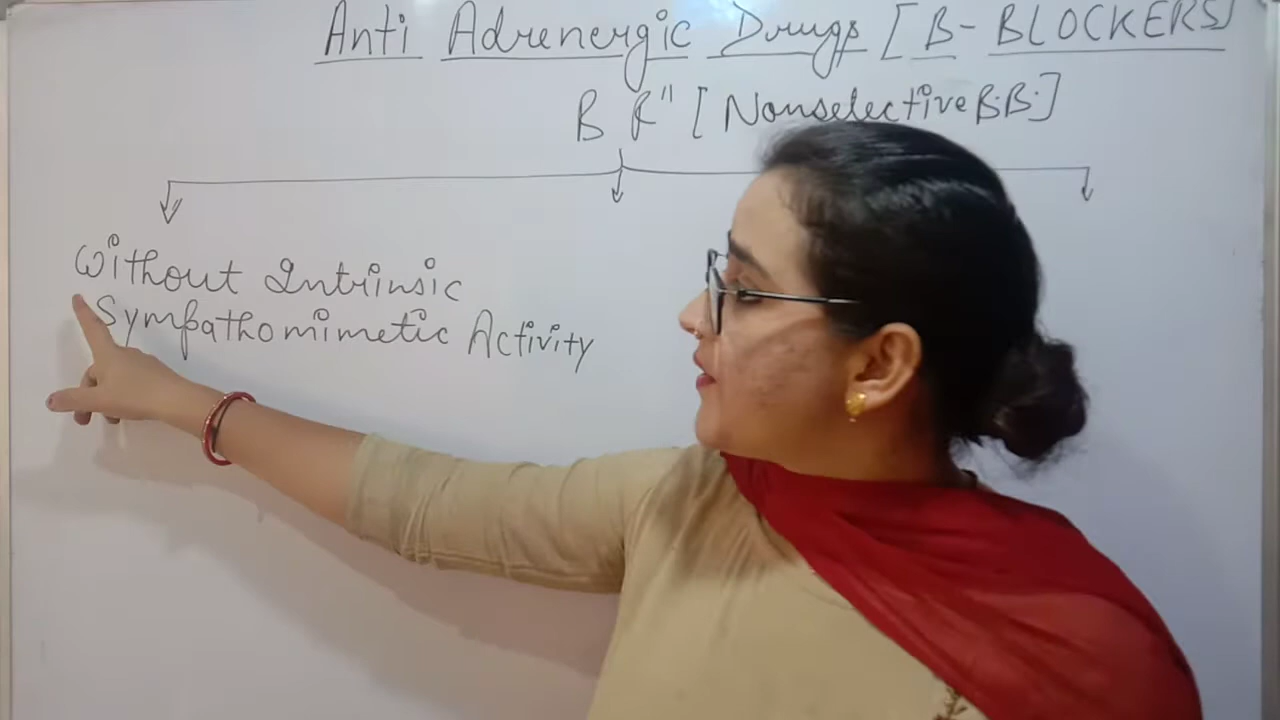 Anti Adrenergic Drugs [B-BLOCKERS]
B R" [Nonselective B.B.]
Without Intrinsic
Sympathomimetic Activity